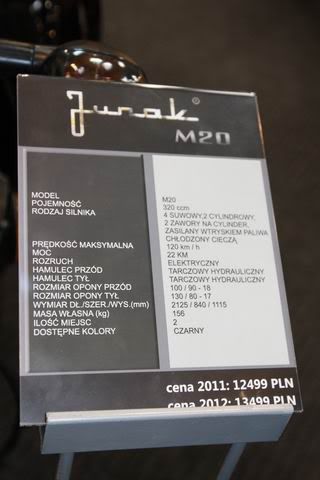 Junak®
M20
MODEL M20
POJEMNOŚĆ 320 ccm
RODZAJ SILNIKA 4 SUWOWY,2 CYLINDROWY,
2 ZAWORY NA CYLINDER,
ZASILANY WTRYSKIEM PALIWA
CHŁODZONY CIECZĄ
PRĘDKOŚĆ MAKSYMALNA 120 km / h
MOC 22 KM
ROZRUCH ELEKTRYCZNY
HAMULEC PRZÓD TARCZOWY HYDRAULICZNY
HAMULEC TYŁ TARCZOWY HYDRAULICZNY
ROZMIAR OPONY PRZÓD 100 / 90 - 18
ROZMIAR OPONY TYŁ 130 / 80 - 17
WYMIAR DŁ./SZER./WYS.(mm) 2125 / 840 / 1115
MASA WŁASNA (kg) 156
ILOŚĆ MIEJSC 2
DOSTĘPNE KOLORY CZARNY
cena 2011: 12499 PLN
cena 2012: 13499 PLN